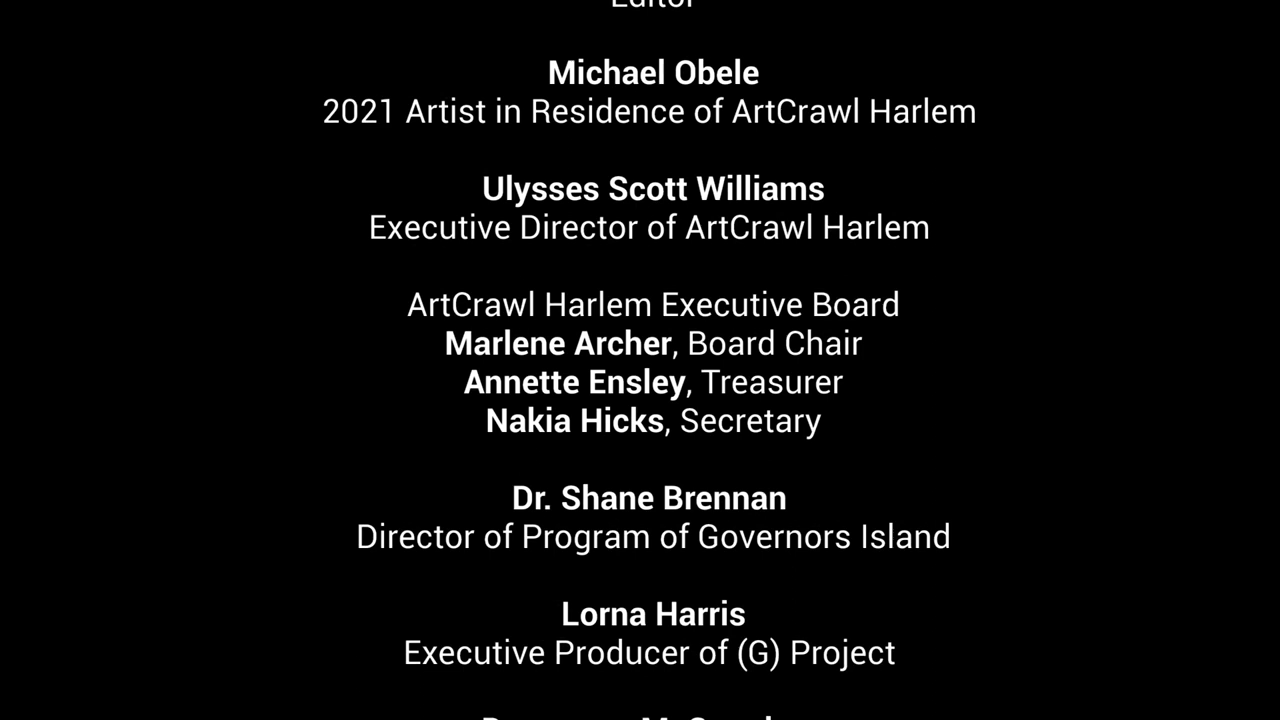 Editor
Michael Obele
2021 Artist in Residence of ArtCrawl Harlem
Ulysses Scott Williams
Executive Director of ArtCrawl Harlem
ArtCrawl Harlem Executive Board
Marlene Archer, Board Chair
Annette Ensley, Treasurer
Nakia Hicks, Secretary
Dr. Shane Brennan
Director of Program of Governors Island
Lorna Harris
Executive Producer of (G) Project